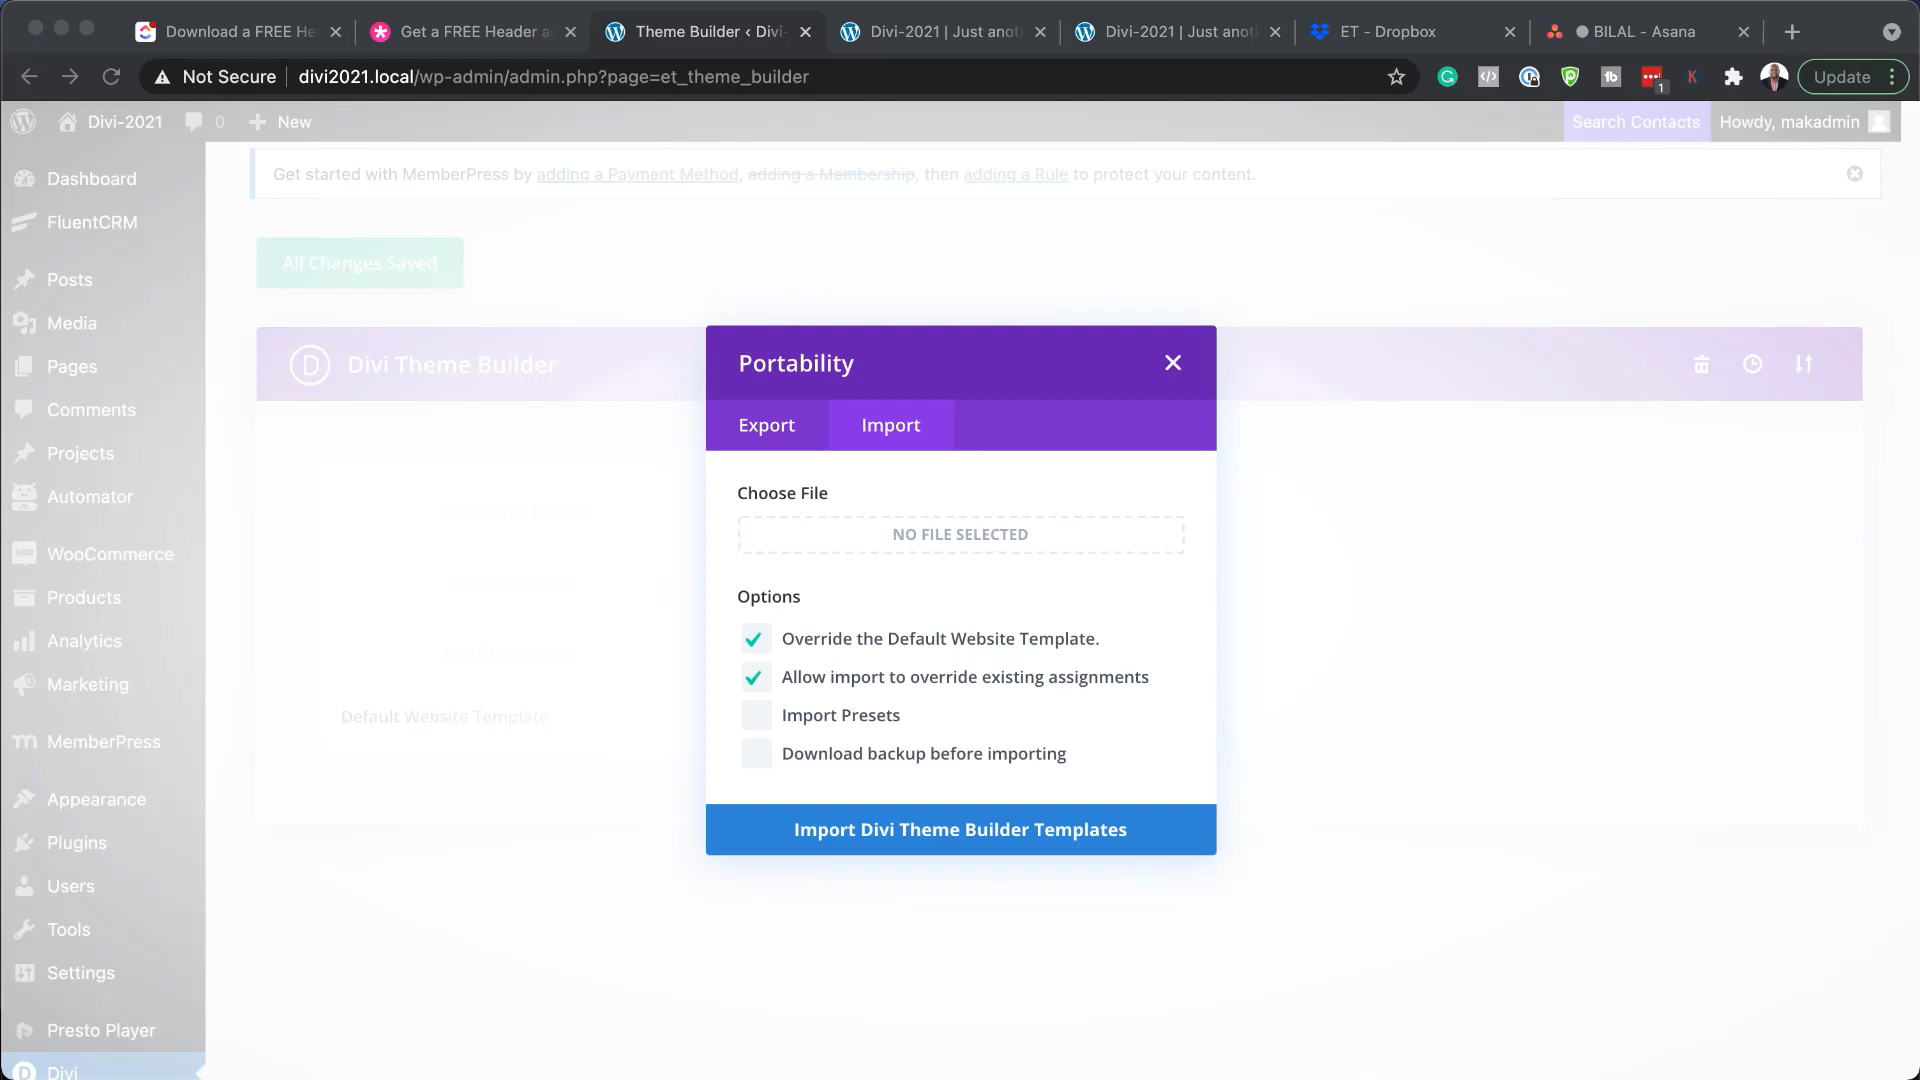 Download a FREE He
Get a FREE Header a
Theme Builder ‹ Divi-
Divi-2021 | Just anot
Divi-2021 | Just anot
ET - Dropbox
BILAL - Asana
Not Secure
divi2021.local/wp-admin/admin.php?page=et_theme_builder
1
Update
Divi-2021
0
New
Search Contacts
Howdy, makadmin
Get started with MemberPress by adding a Payment Method, adding a Membership, then adding a Rule to protect your content.
Dashboard
FluentCRM
Posts
Media
Pages
Comments
Projects
Automator
WooCommerce
Products
Analytics
Marketing
MemberPress
Appearance
Plugins
Users
Tools
Settings
Presto Player
Divi
All Changes Saved
Divi Theme Builder
Default Website Template
Portability
Export
Import
Choose File
NO FILE SELECTED
Options
Override the Default Website Template.
Allow import to override existing assignments
Import Presets
Download backup before importing
Import Divi Theme Builder Templates